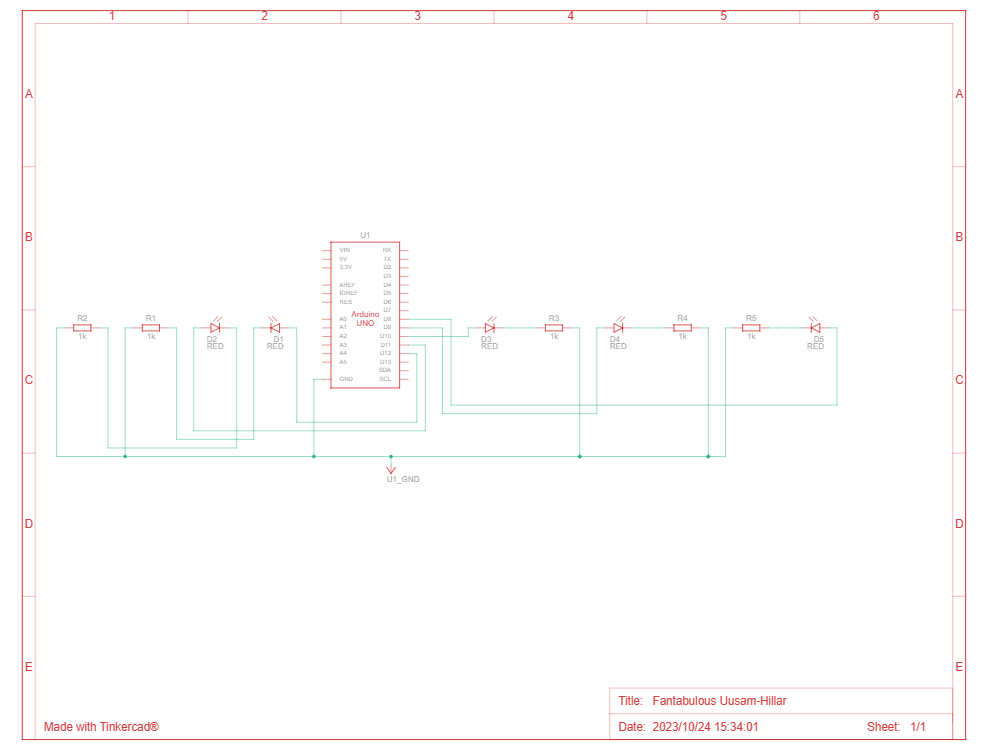 1 2 3 4 5 6
A A
B B
U1
VIN RX
5V TX
3.3V D2
D3
AREF D4
IOREF D5
RES D6
D7
Arduino
UNO
A0 D8
A1 D9
A2 D10
A3 D11
A4 D12
A5 D13
SDA
GND SCL
R2 R1 R3 R4 R5
1k 1k D2 D1 D3 1k D4 1k 1k D5
RED RED RED RED RED
C C
U1_GND
D D
E E
Title: Fantabulous Uusam-Hillar
Made with Tinkercad® Date: 2023/10/24 15:34:01 Sheet: 1/1